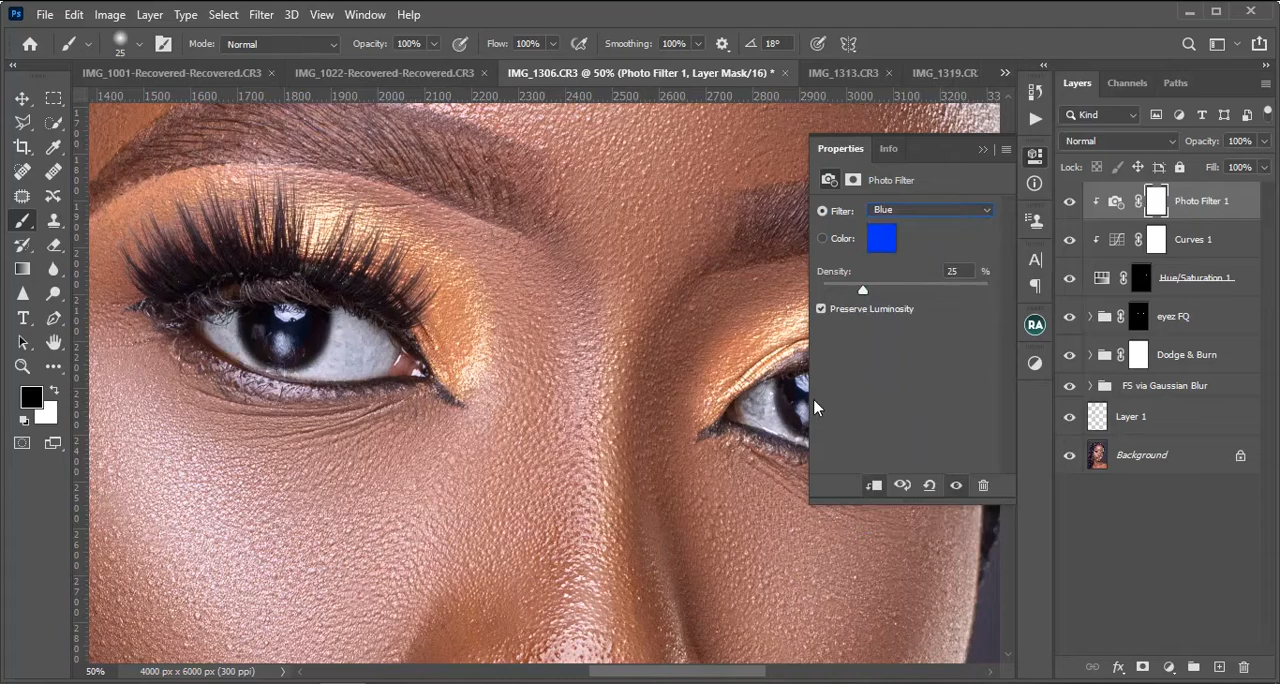 Ps File Edit Image Layer Type Select Filter 3D View Window Help
25 Mode: Normal Opacity: 100% Flow: 100% Smoothing: 100% 18°
IMG_1001-Recovered-Recovered.CR3 × IMG_1022-Recovered-Recovered.CR3 × IMG_1306.CR3 @ 50% (Photo Filter 1, Layer Mask/16) * × IMG_1313.CR3 × IMG_1319.CR
1400 1500 1600 1700 1800 1900 2000 2100 2200 2300 2400 2500 2600 2700 2800 2900 3000 3100 3200 33
Properties Info
Photo Filter
Filter: Blue
Color:
Density: 25 %
Preserve Luminosity
RA
Layers Channels Paths
Kind
Normal Opacity: 100%
Lock: Fill: 100%
Photo Filter 1
Curves 1
Hue/Saturation 1
eyez FQ
Dodge & Burn
FS via Gaussian Blur
Layer 1
Background
50% 4000 px x 6000 px (300 ppi)
fx